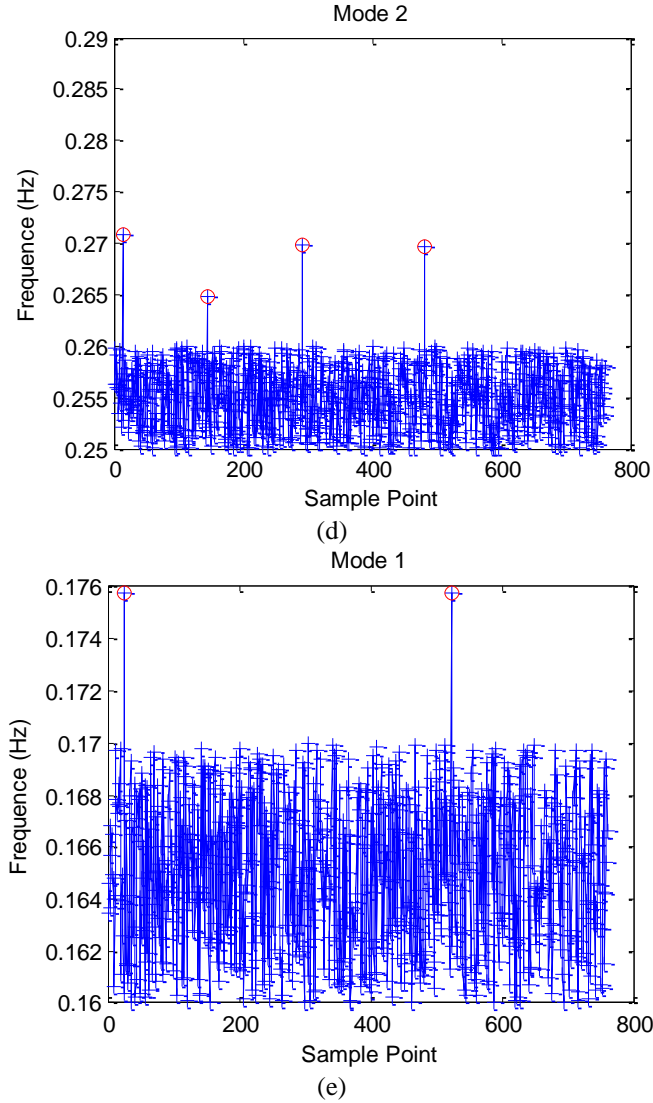 Mode 2
0.29
0.285
0.28
0.275
0.27
0.265
0.26
0.255
0.25
Frequence (Hz)
0 200 400 600 800
Sample Point
(d)
Mode 1
0.176
0.174
0.172
0.17
0.168
0.166
0.164
0.162
0.16
Frequence (Hz)
0 200 400 600 800
Sample Point
(e)